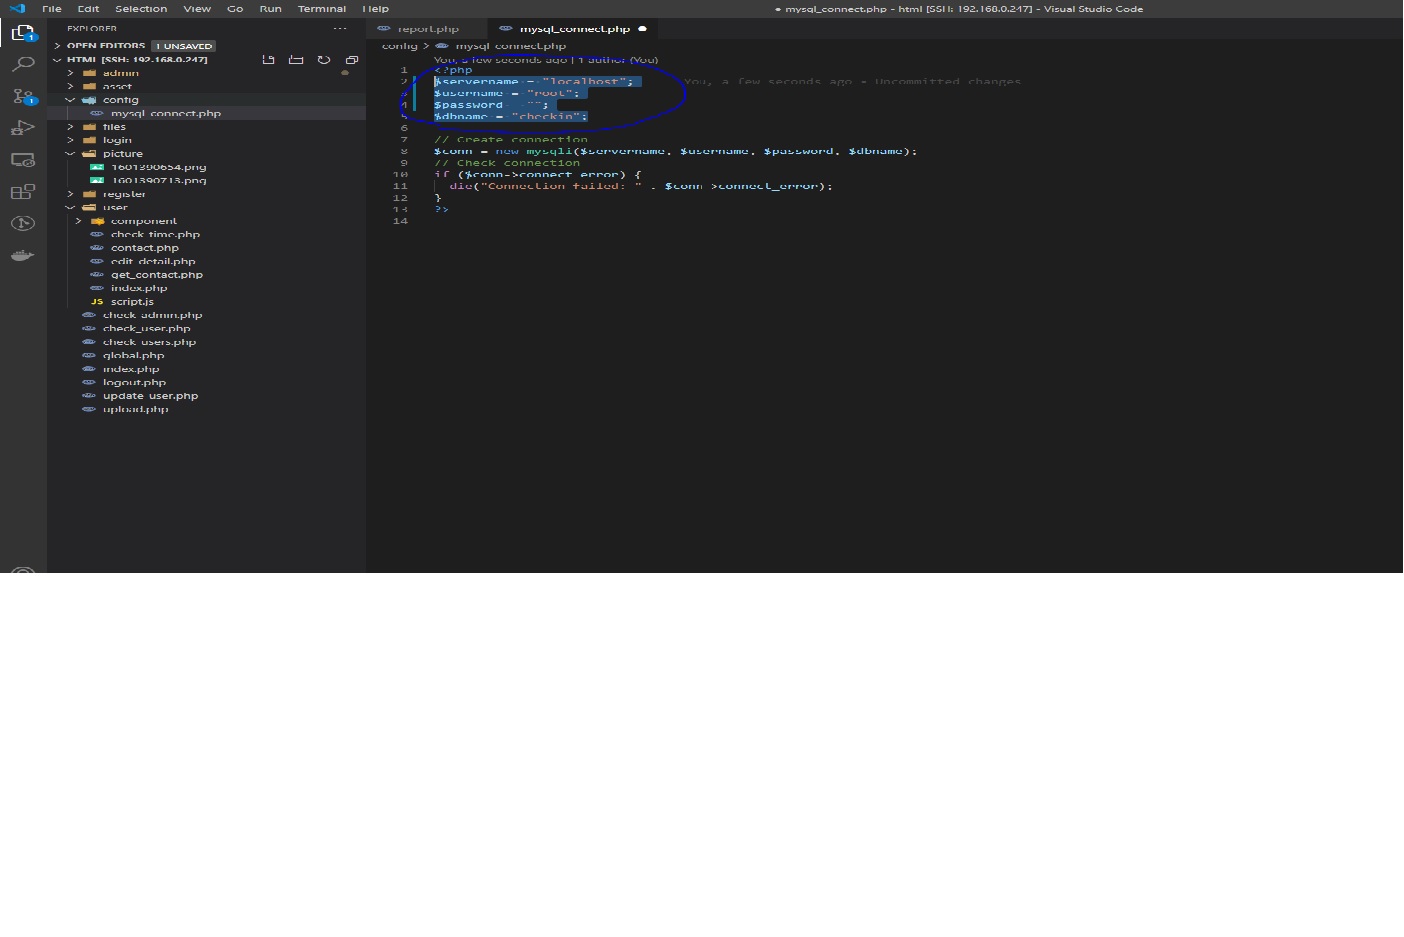 File Edit Selection View Go Run Terminal Help
● mysql_connect.php - html [SSH: 192.168.0.247] - Visual Studio Code
EXPLORER ...
report.php
mysql_connect.php ●
OPEN EDITORS 1 UNSAVED
HTML [SSH: 192.168.0.247]
admin
asset
config
mysql_connect.php
files
login
picture
1601390654.png
1601390713.png
register
user
component
check_time.php
contact.php
edit_detail.php
get_contact.php
index.php
JS script.js
check_admin.php
check_user.php
check_users.php
global.php
index.php
logout.php
update_user.php
upload.php
config > mysql_connect.php
You, a few seconds ago | 1 author (You)
1 <?php
2 $servername = "localhost"; You, a few seconds ago • Uncommitted changes
3 $username = "root";
4 $password = "";
5 $dbname = "checkin";
6
7 // Create connection
8 $conn = new mysqli($servername, $username, $password, $dbname);
9 // Check connection
10 if ($conn->connect_error) {
11 die("Connection failed: " . $conn->connect_error);
12 }
13 ?>
14